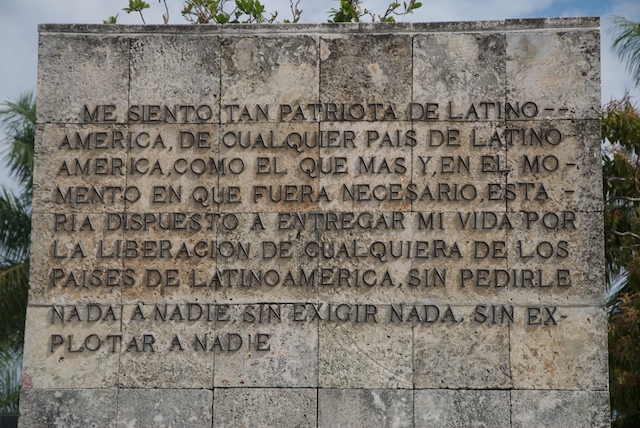 ME SIENTO TAN PATRIOTA DE LATINO--
AMERICA, DE CUALQUIER PAIS DE LATINO
AMERICA, COMO EL QUE MAS Y, EN EL MO-
MENTO EN QUE FUERA NECESARIO, ESTA-
RÍA DISPUESTO A ENTREGAR MI VIDA POR
LA LIBERACION DE CUALQUIERA DE LOS
PAISES DE LATINOAMERICA, SIN PEDIRLE
NADA A NADIE, SIN EXIGIR NADA, SIN EX-
PLOTAR A NADIE